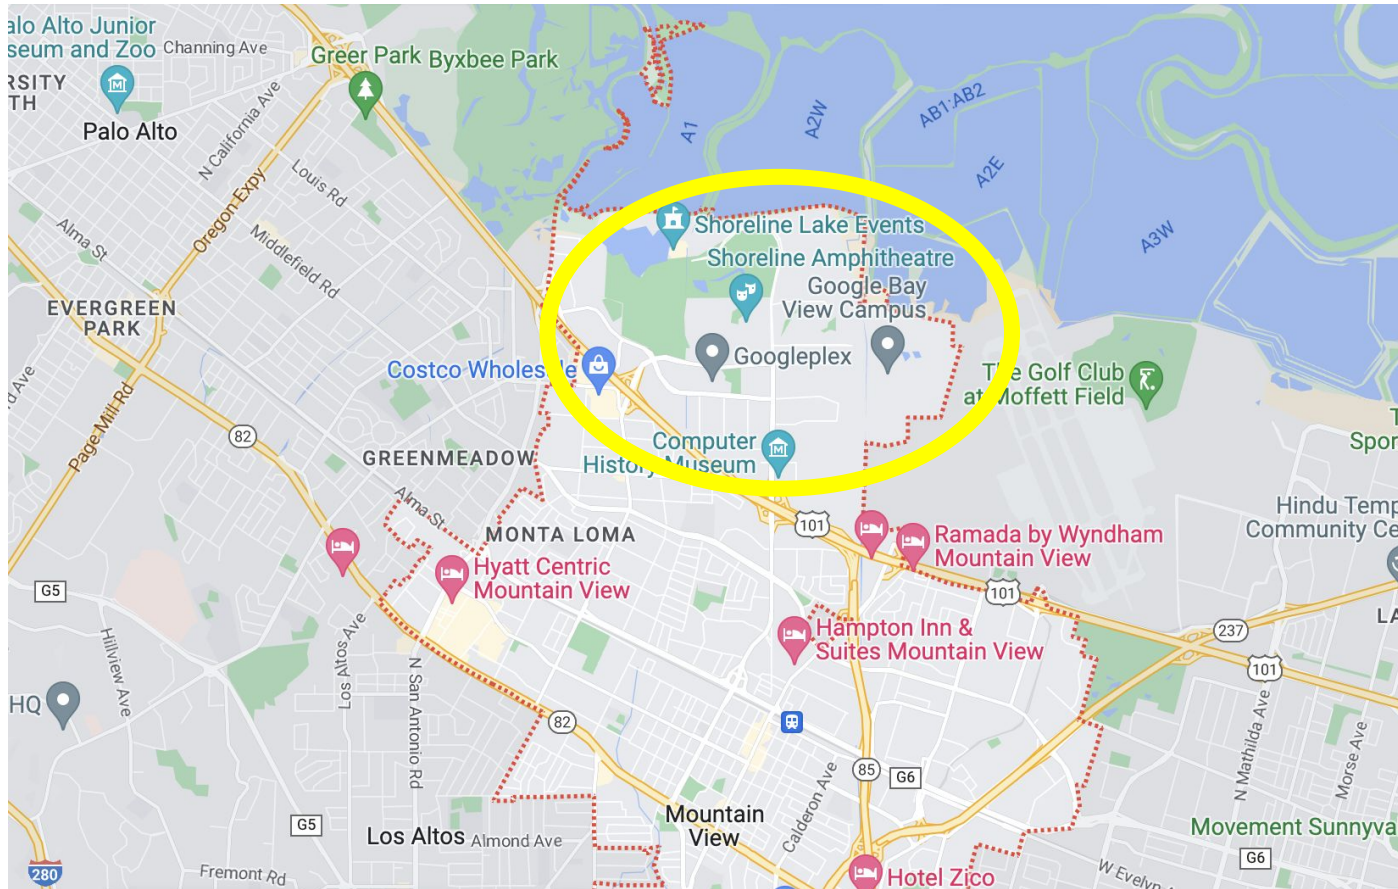 alo Alto Junior
seum and Zoo
Channing Ave
Greer Park
Byxbee Park
RSITY
TH
Palo Alto
N California Ave
Louis Rd
Oregon Expy
Middlefield Rd
Alma St
A1
A2W
AB1:AB2
A2E
A3W
Shoreline Lake Events
Shoreline Amphitheatre
Google Bay
View Campus
EVERGREEN
PARK
Googleplex
Costco Wholesale
The Golf Club
at Moffett Field
rd Ave
Page Mill Rd
82
GREENMEADOW
Computer
History Museum
T
Spor
Alma St
Hindu Temp
Community Ce
MONTA LOMA
101
Ramada by Wyndham
Mountain View
Hyatt Centric
Mountain View
G5
101
LA
Hampton Inn &
Suites Mountain View
237
101
Hillview Ave
Los Altos Ave
N San Antonio Rd
HQ
82
N Mathilda Ave
Morse Ave
85
G6
Calderon Ave
Mountain
View
G5
Los Altos
Almond Ave
Movement Sunnyva
G6
280
Fremont Rd
W Evelyn A
Hotel Zico